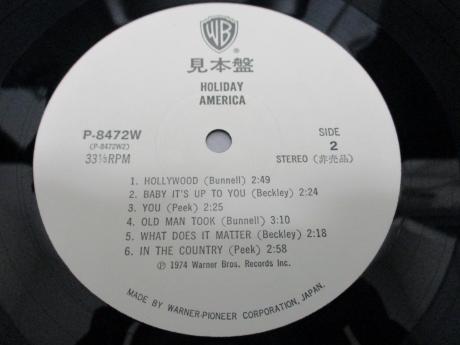 WB
®
見本盤
HOLIDAY
AMERICA
P-8472W
(P-8472W2)
33⅓RPM
SIDE
2
STEREO (非売品)
1. HOLLYWOOD (Bunnell) 2:49
2. BABY IT'S UP TO YOU (Beckley) 2:24
3. YOU (Peek) 2:25
4. OLD MAN TOOK (Bunnell) 3:10
5. WHAT DOES IT MATTER (Beckley) 2:18
6. IN THE COUNTRY (Peek) 2:58
℗ 1974 Warner Bros. Records Inc.
MADE BY WARNER-PIONEER CORPORATION, JAPAN.